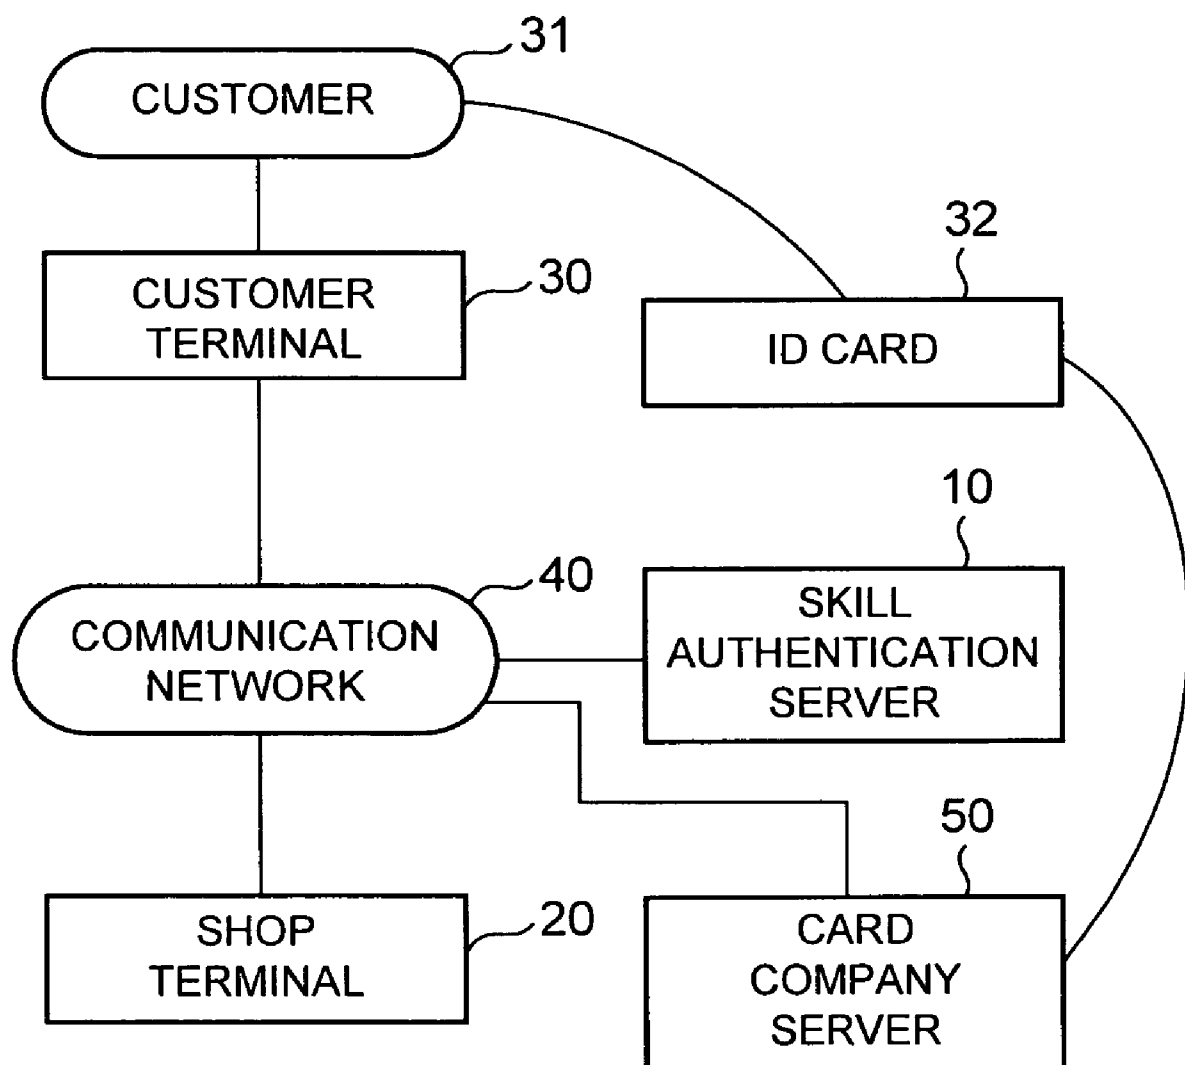 31
CUSTOMER
32
30
CUSTOMER
TERMINAL
ID CARD
10
40
SKILL
AUTHENTICATION
SERVER
COMMUNICATION
NETWORK
50
20
SHOP
TERMINAL
CARD
COMPANY
SERVER